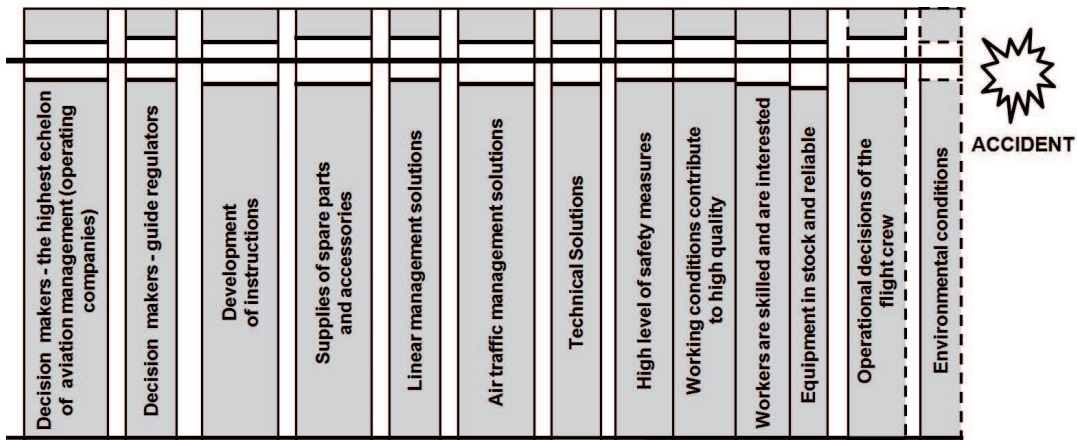 Decision makers - the highest echelon
of aviation management (operating
companies)
Decision makers - guide regulators
Development
of instructions
Supplies of spare parts
and accessories
Linear management solutions
Air traffic management solutions
Technical Solutions
High level of safety measures
Working conditions contribute
to high quality
Workers are skilled and are interested
Equipment in stock and reliable
Operational decisions of the
flight crew
Environmental conditions
ACCIDENT